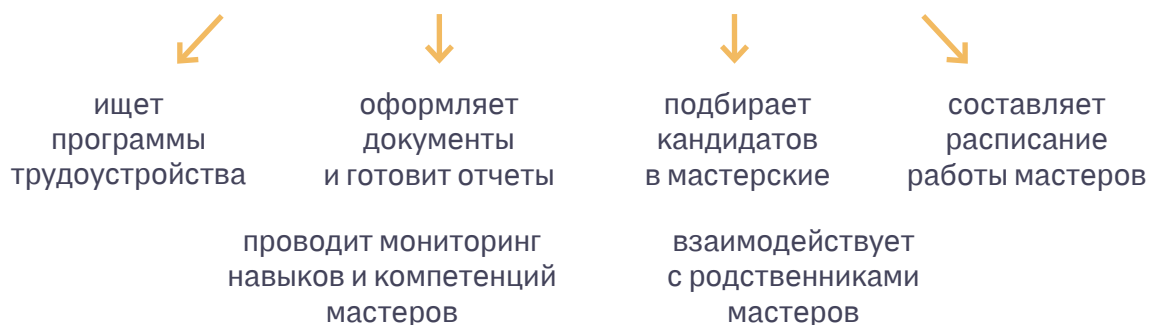 ищет
программы
трудоустройства
оформляет
документы
и готовит отчеты
подбирает
кандидатов
в мастерские
составляет
расписание
работы мастеров
проводит мониторинг
навыков и компетенций
мастеров
взаимодействует
с родственниками
мастеров